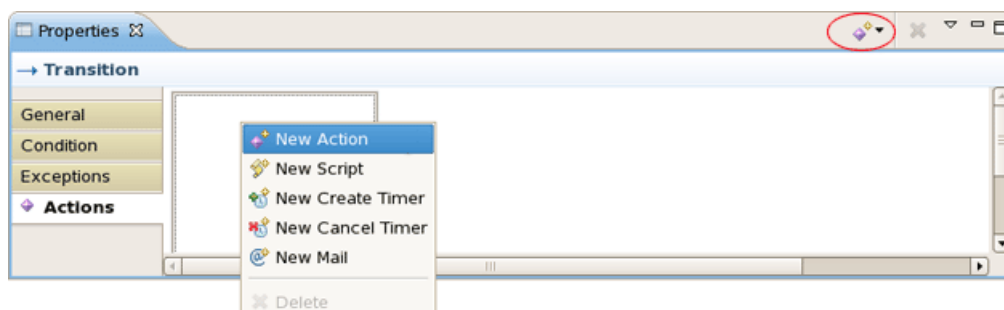 Properties
Transition
General
Condition
Exceptions
Actions
New Action
New Script
New Create Timer
New Cancel Timer
New Mail
Delete